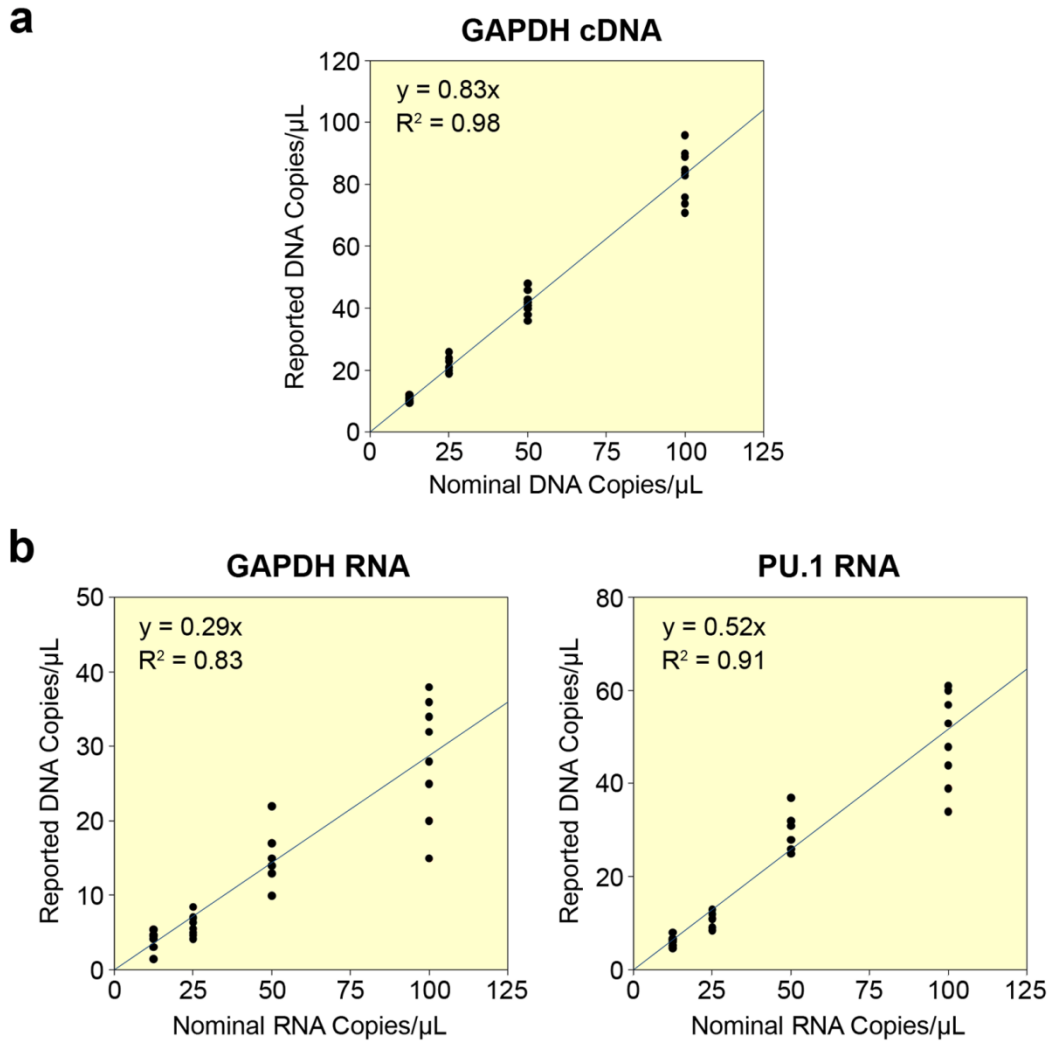 a
GAPDH cDNA
y = 0.83x
R² = 0.98
Reported DNA Copies/µL
120
100
80
60
40
20
0
0 25 50 75 100 125
Nominal DNA Copies/µL
b
GAPDH RNA
y = 0.29x
R² = 0.83
Reported DNA Copies/µL
50
40
30
20
10
0
0 25 50 75 100 125
Nominal RNA Copies/µL
PU.1 RNA
y = 0.52x
R² = 0.91
Reported DNA Copies/µL
80
60
40
20
0
0 25 50 75 100 125
Nominal RNA Copies/µL